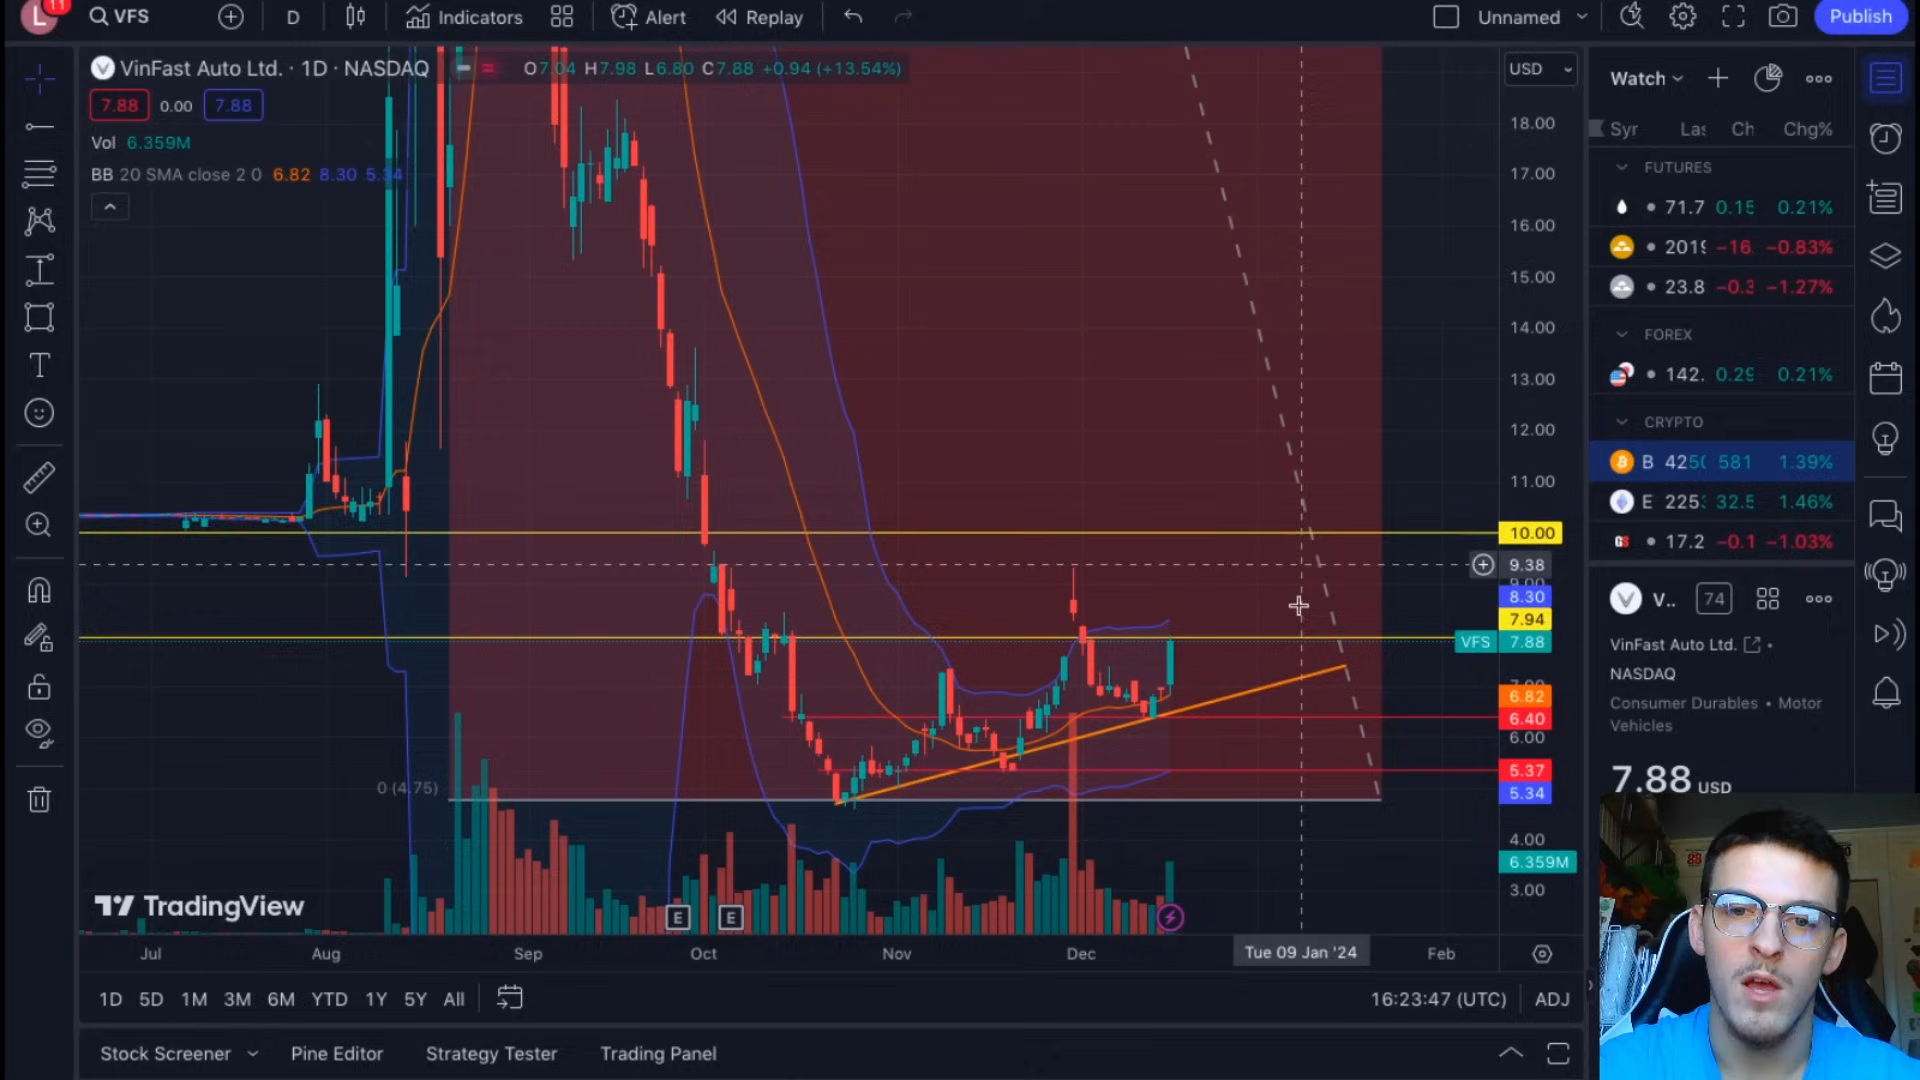 L 11 VFS D Indicators Alert Replay Unnamed Publish
VinFast Auto Ltd. · 1D · NASDAQ O7.04 H7.98 L6.80 C7.88 +0.94 (+13.54%)
7.88 0.00 7.88
Vol 6.359M
BB 20 SMA close 2 0 6.82 8.30 5.34
USD
18.00
17.00
16.00
15.00
14.00
13.00
12.00
11.00
10.00
9.38
9.00
8.30
7.94
VFS 7.88
7.00
6.82
6.40
6.00
5.37
5.34
4.00
6.359M
3.00
0 (4.75)
TradingView
E E
Jul Aug Sep Oct Nov Dec Tue 09 Jan '24 Feb
1D 5D 1M 3M 6M YTD 1Y 5Y All 16:23:47 (UTC) ADJ
Stock Screener Pine Editor Strategy Tester Trading Panel
Watch
Syr Las Ch Chg%
FUTURES
71.7 0.15 0.21%
2019 −16. −0.83%
23.8 −0.3 −1.27%
FOREX
142. 0.29 0.21%
CRYPTO
B 4250 581 1.39%
E 2253 32.5 1.46%
17.2 −0.1 −1.03%
V.. 74
VinFast Auto Ltd.
NASDAQ
Consumer Durables • Motor
Vehicles
7.88 USD